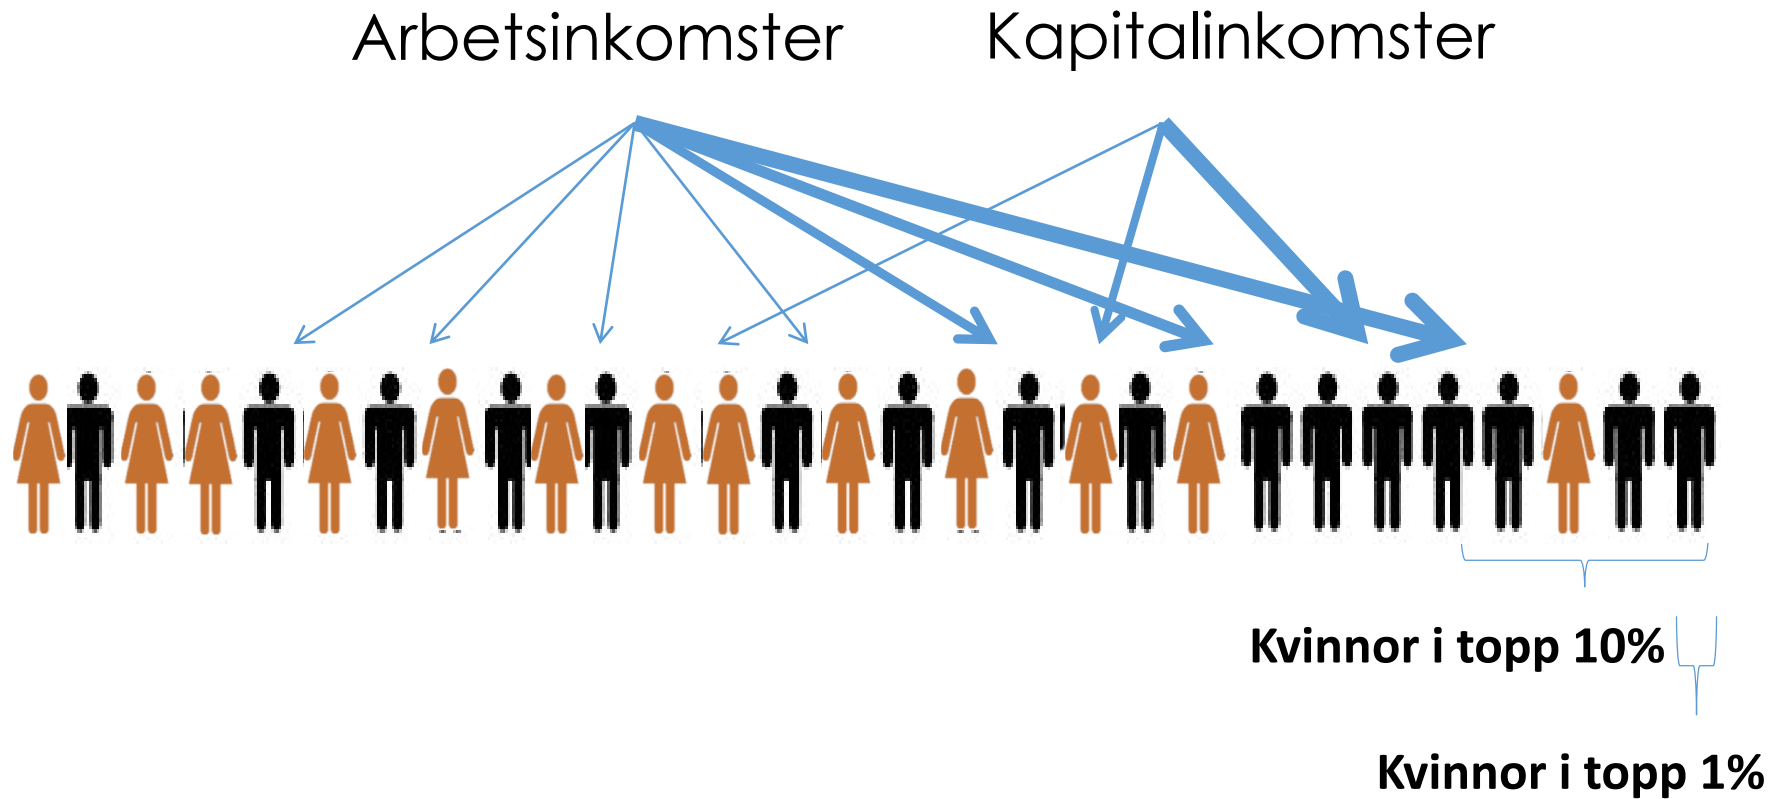 Arbetsinkomster
Kapitalinkomster
Kvinnor i topp 10%
Kvinnor i topp 1%